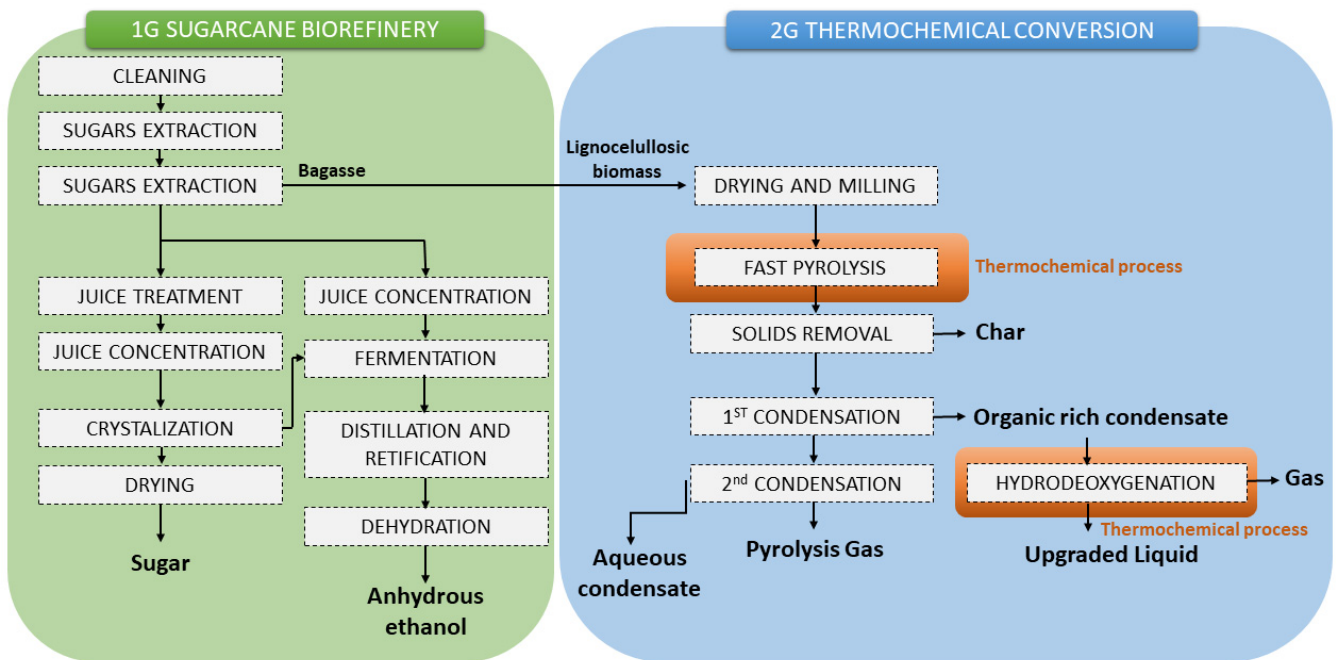 1G SUGARCANE BIOREFINERY
CLEANING
SUGARS EXTRACTION
SUGARS EXTRACTION
Bagasse
JUICE TREATMENT
JUICE CONCENTRATION
CRYSTALIZATION
DRYING
Sugar
JUICE CONCENTRATION
FERMENTATION
DISTILLATION AND
RETIFICATION
DEHYDRATION
Anhydrous
ethanol
2G THERMOCHEMICAL CONVERSION
Lignocelullosic
biomass
DRYING AND MILLING
FAST PYROLYSIS
Thermochemical process
SOLIDS REMOVAL
Char
1ST CONDENSATION
Organic rich condensate
2nd CONDENSATION
HYDRODEOXYGENATION
Gas
Thermochemical process
Aqueous
condensate
Pyrolysis Gas
Upgraded Liquid